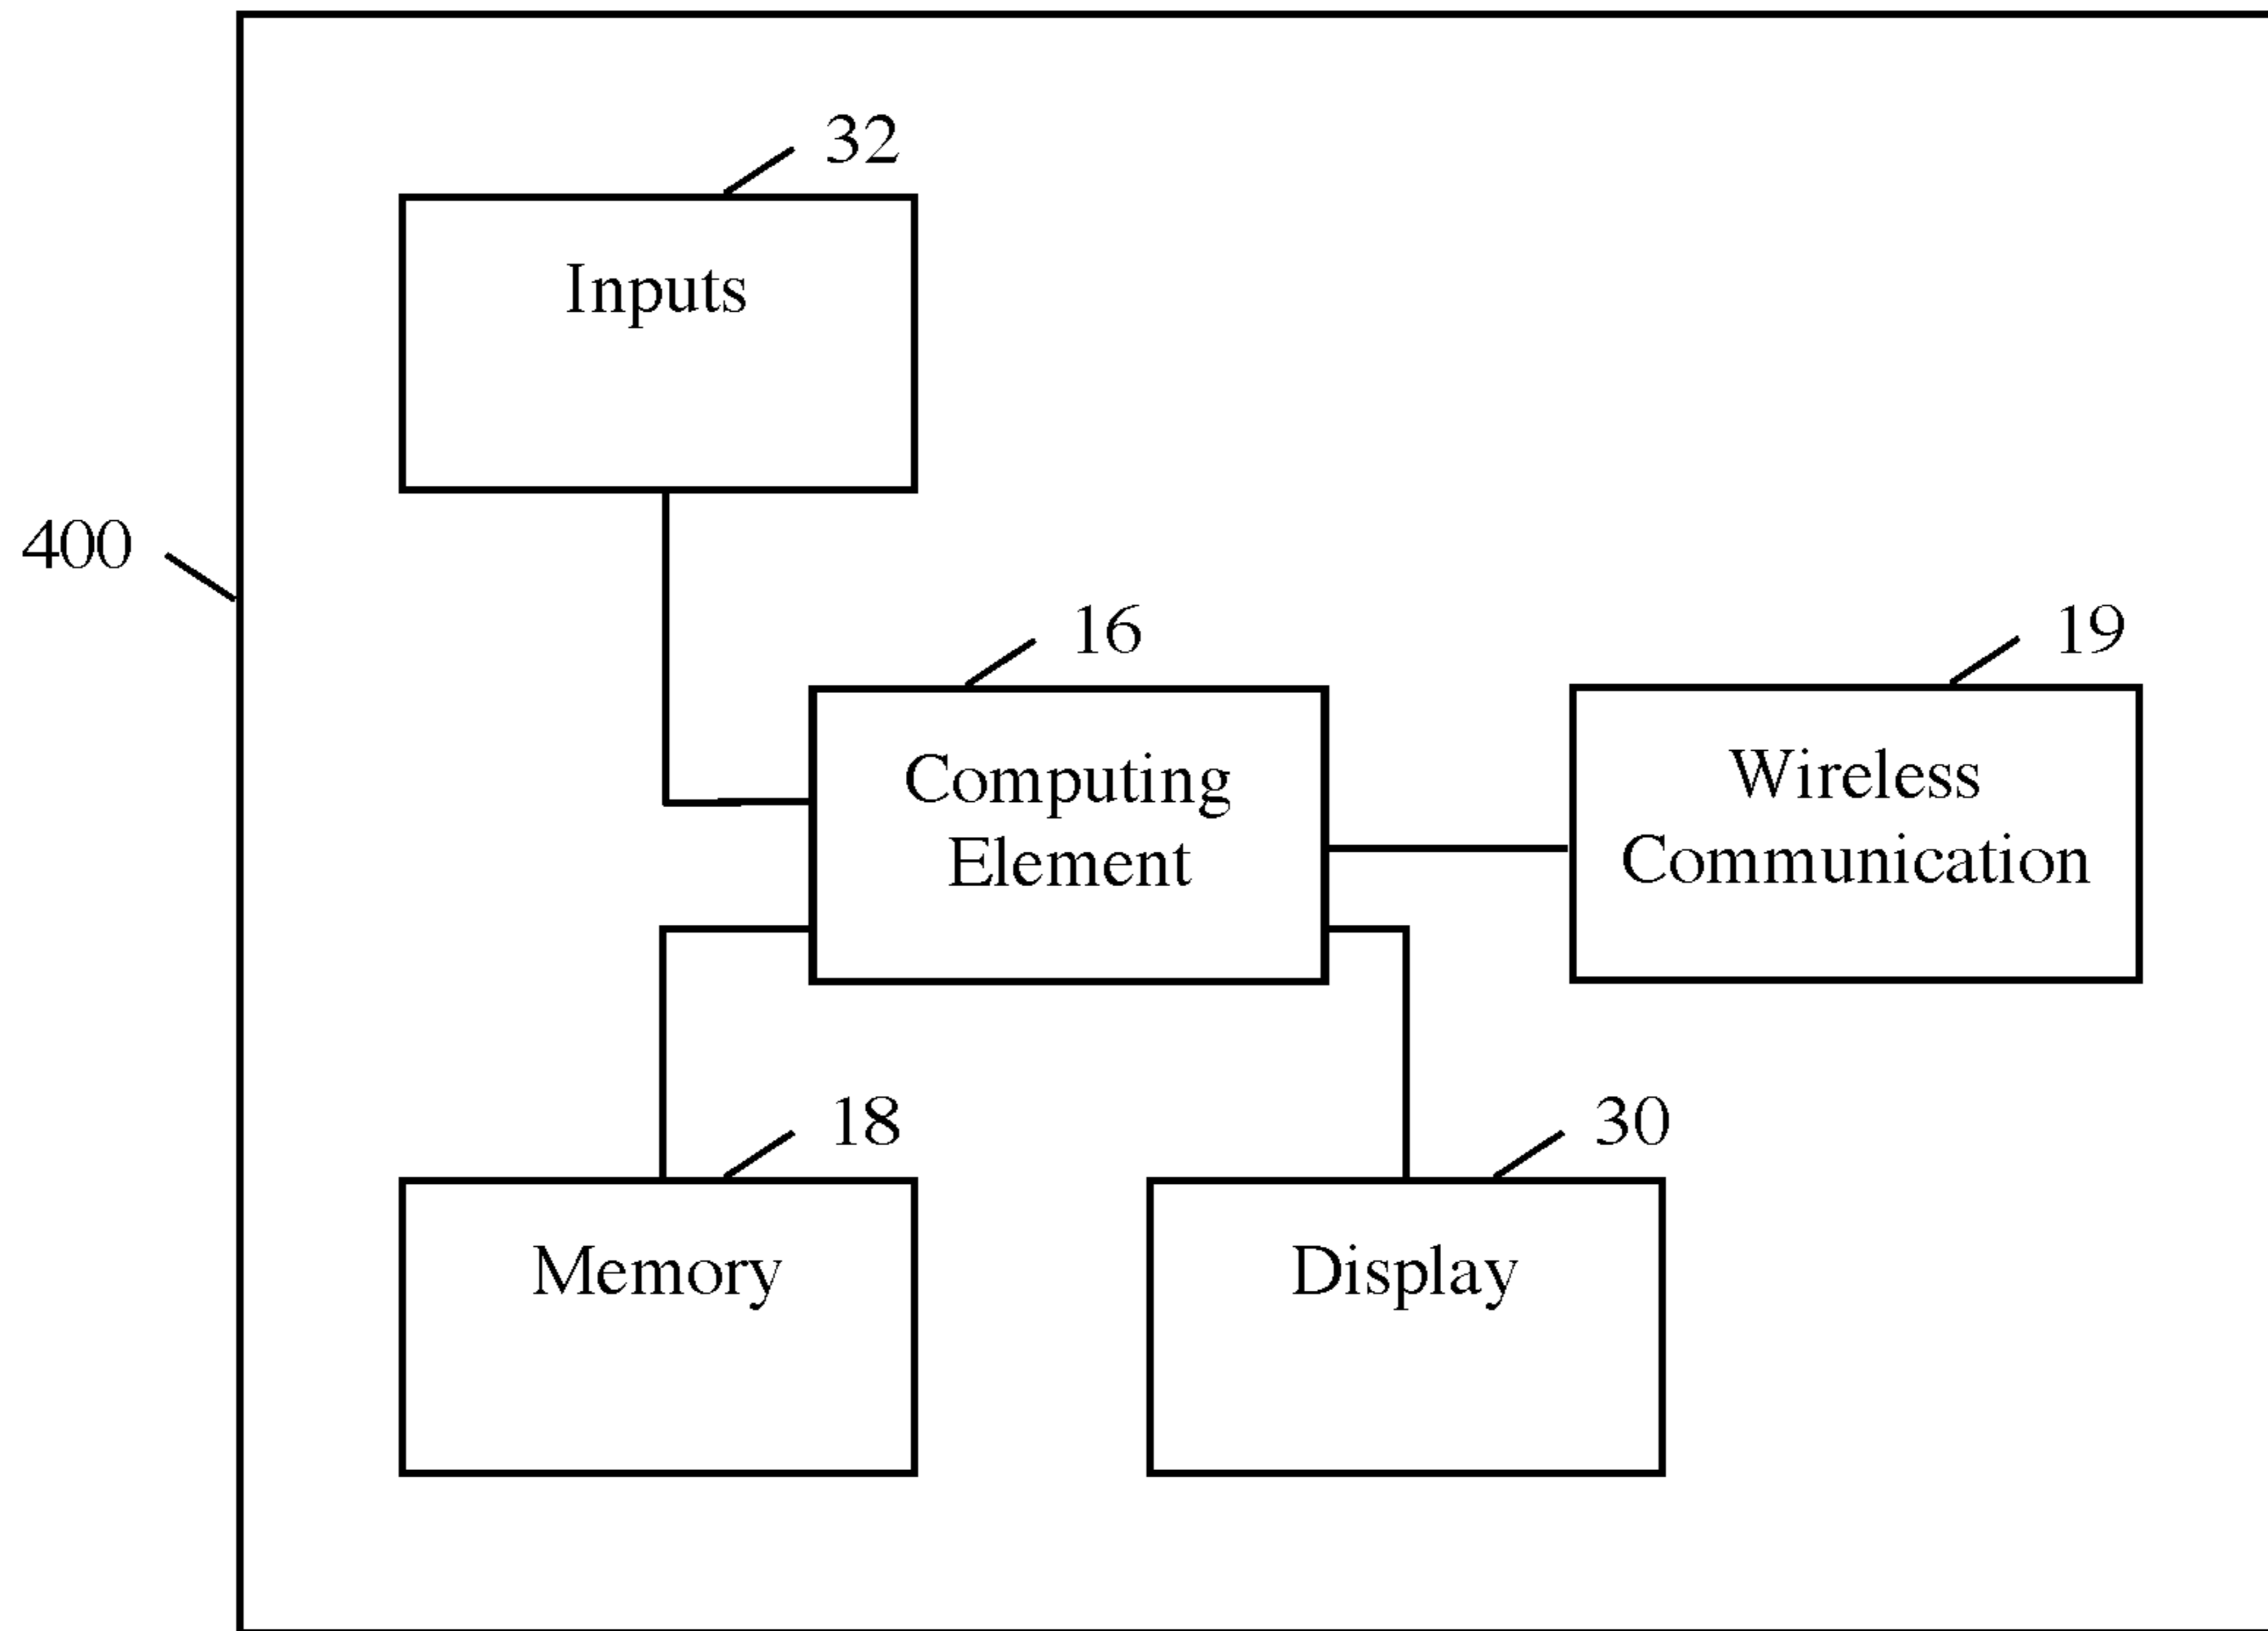 32
Inputs
400
16
19
Computing
Element
Wireless
Communication
18
30
Memory
Display